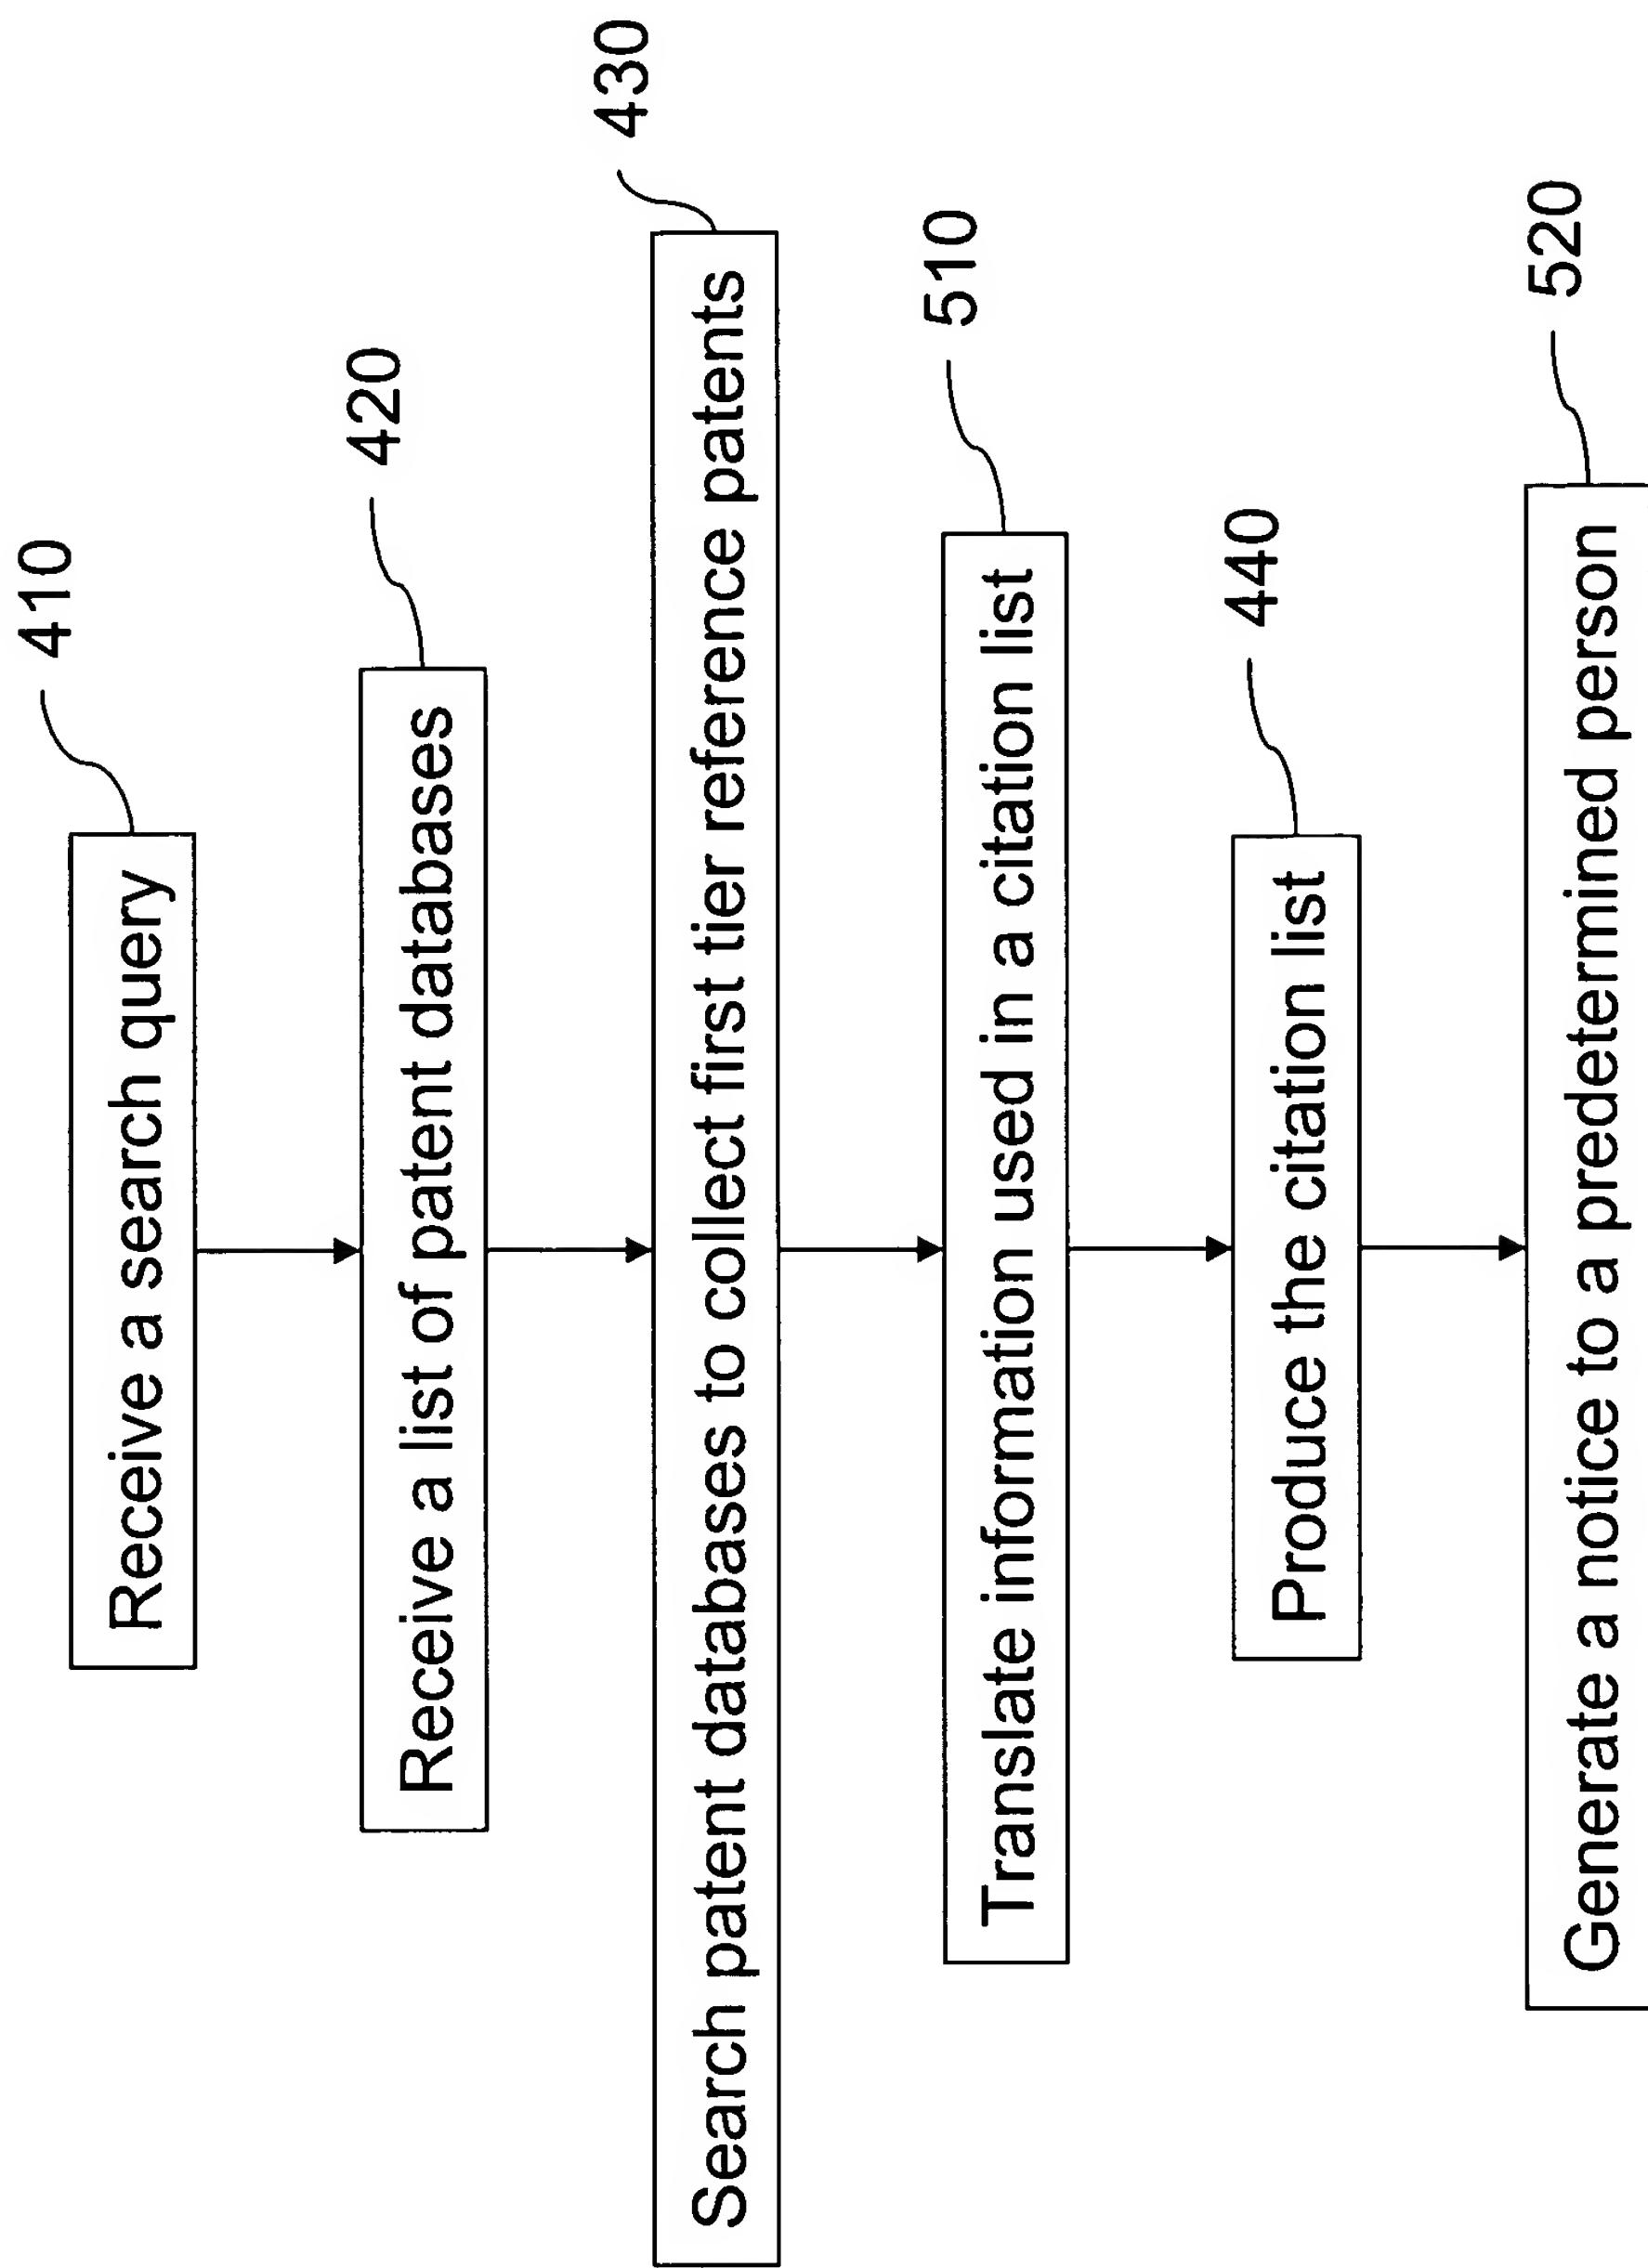 410
Receive a search query
420
Receive a list of patent databases
430
Search patent databases to collect first tier reference patents
510
Translate information used in a citation list
440
Produce the citation list
520
Generate a notice to a predetermined person